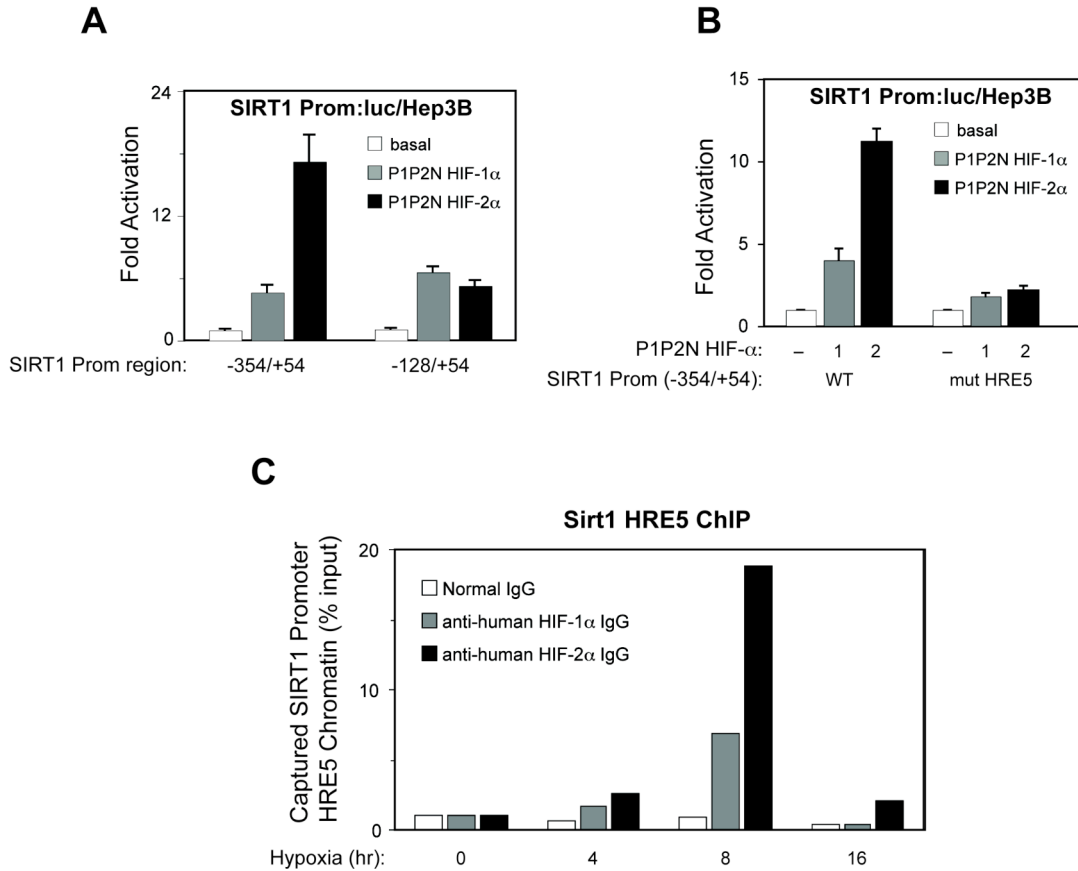 A
SIRT1 Prom:luc/Hep3B
basal
P1P2N HIF-1α
P1P2N HIF-2α
Fold Activation
24
12
0
SIRT1 Prom region: -354/+54 -128/+54
B
SIRT1 Prom:luc/Hep3B
basal
P1P2N HIF-1α
P1P2N HIF-2α
Fold Activation
15
10
5
0
P1P2N HIF-α: – 1 2 – 1 2
SIRT1 Prom (-354/+54): WT mut HRE5
C
Sirt1 HRE5 ChIP
Normal IgG
anti-human HIF-1α IgG
anti-human HIF-2α IgG
Captured SIRT1 Promoter
HRE5 Chromatin (% input)
20
10
0
Hypoxia (hr): 0 4 8 16